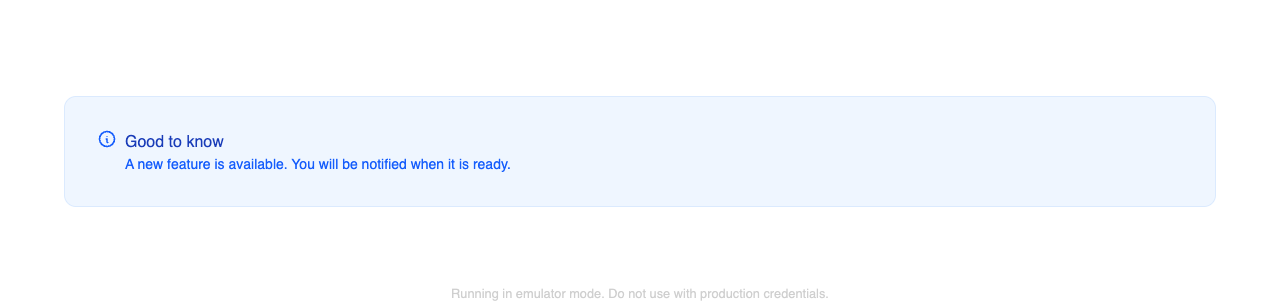 Good to know
A new feature is available. You will be notified when it is ready.
Running in emulator mode. Do not use with production credentials.